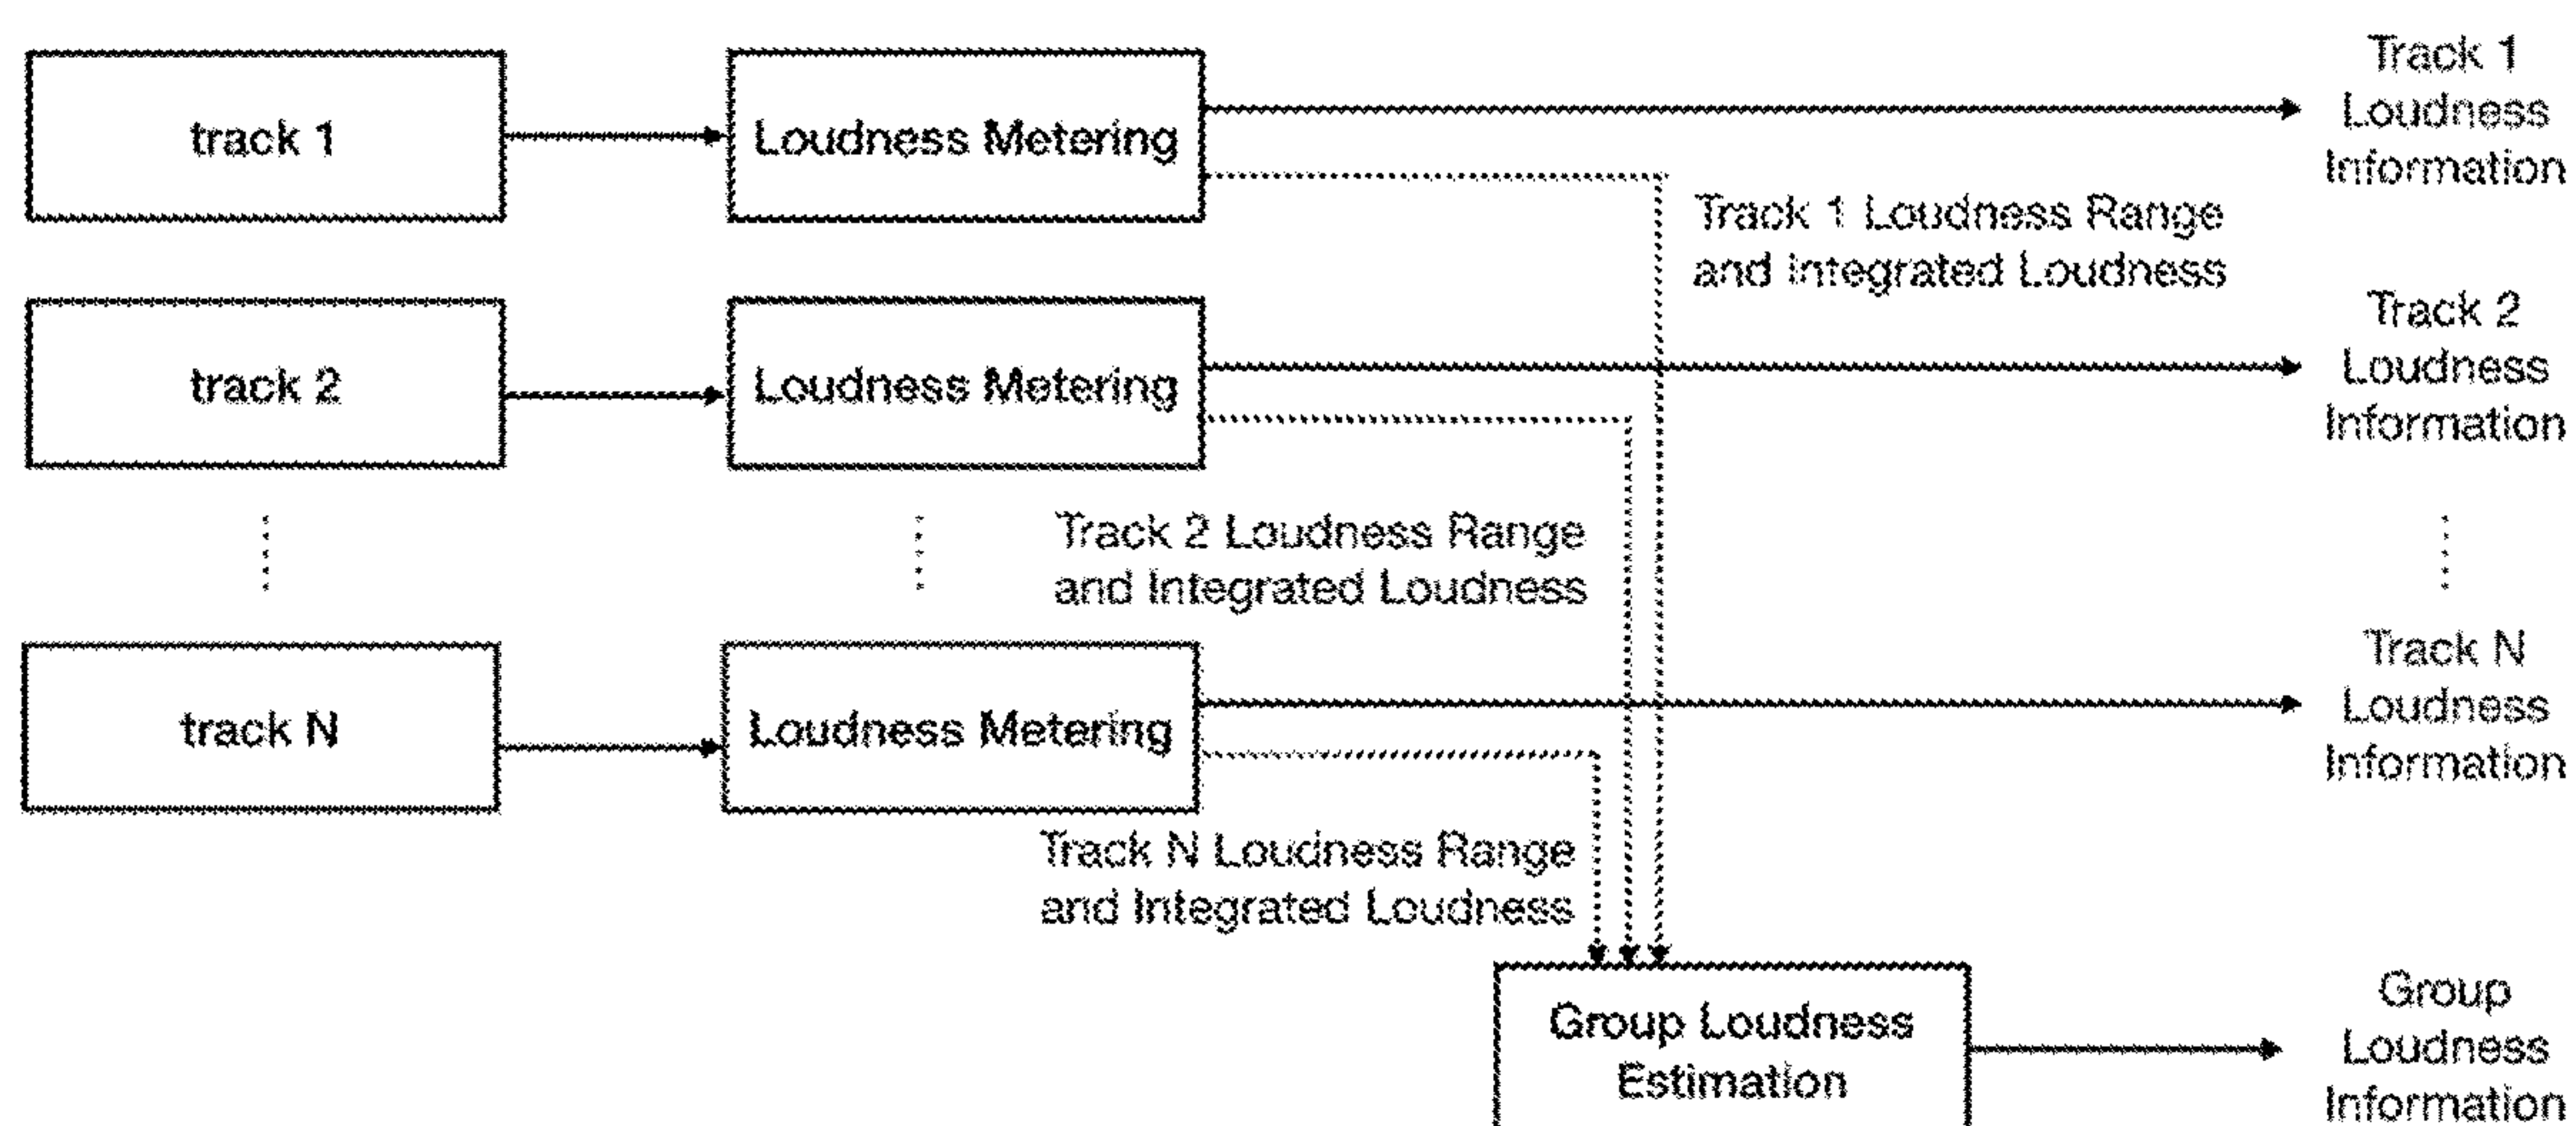 track 1
Loudness Metering
Track 1
Loudness
Information
Track 1 Loudness Range
and Integrated Loudness
track 2
Loudness Metering
Track 2
Loudness
Information
Track 2 Loudness Range
and Integrated Loudness
track N
Loudness Metering
Track N
Loudness
Information
Track N Loudness Range
and Integrated Loudness
Group Loudness
Estimation
Group
Loudness
Information